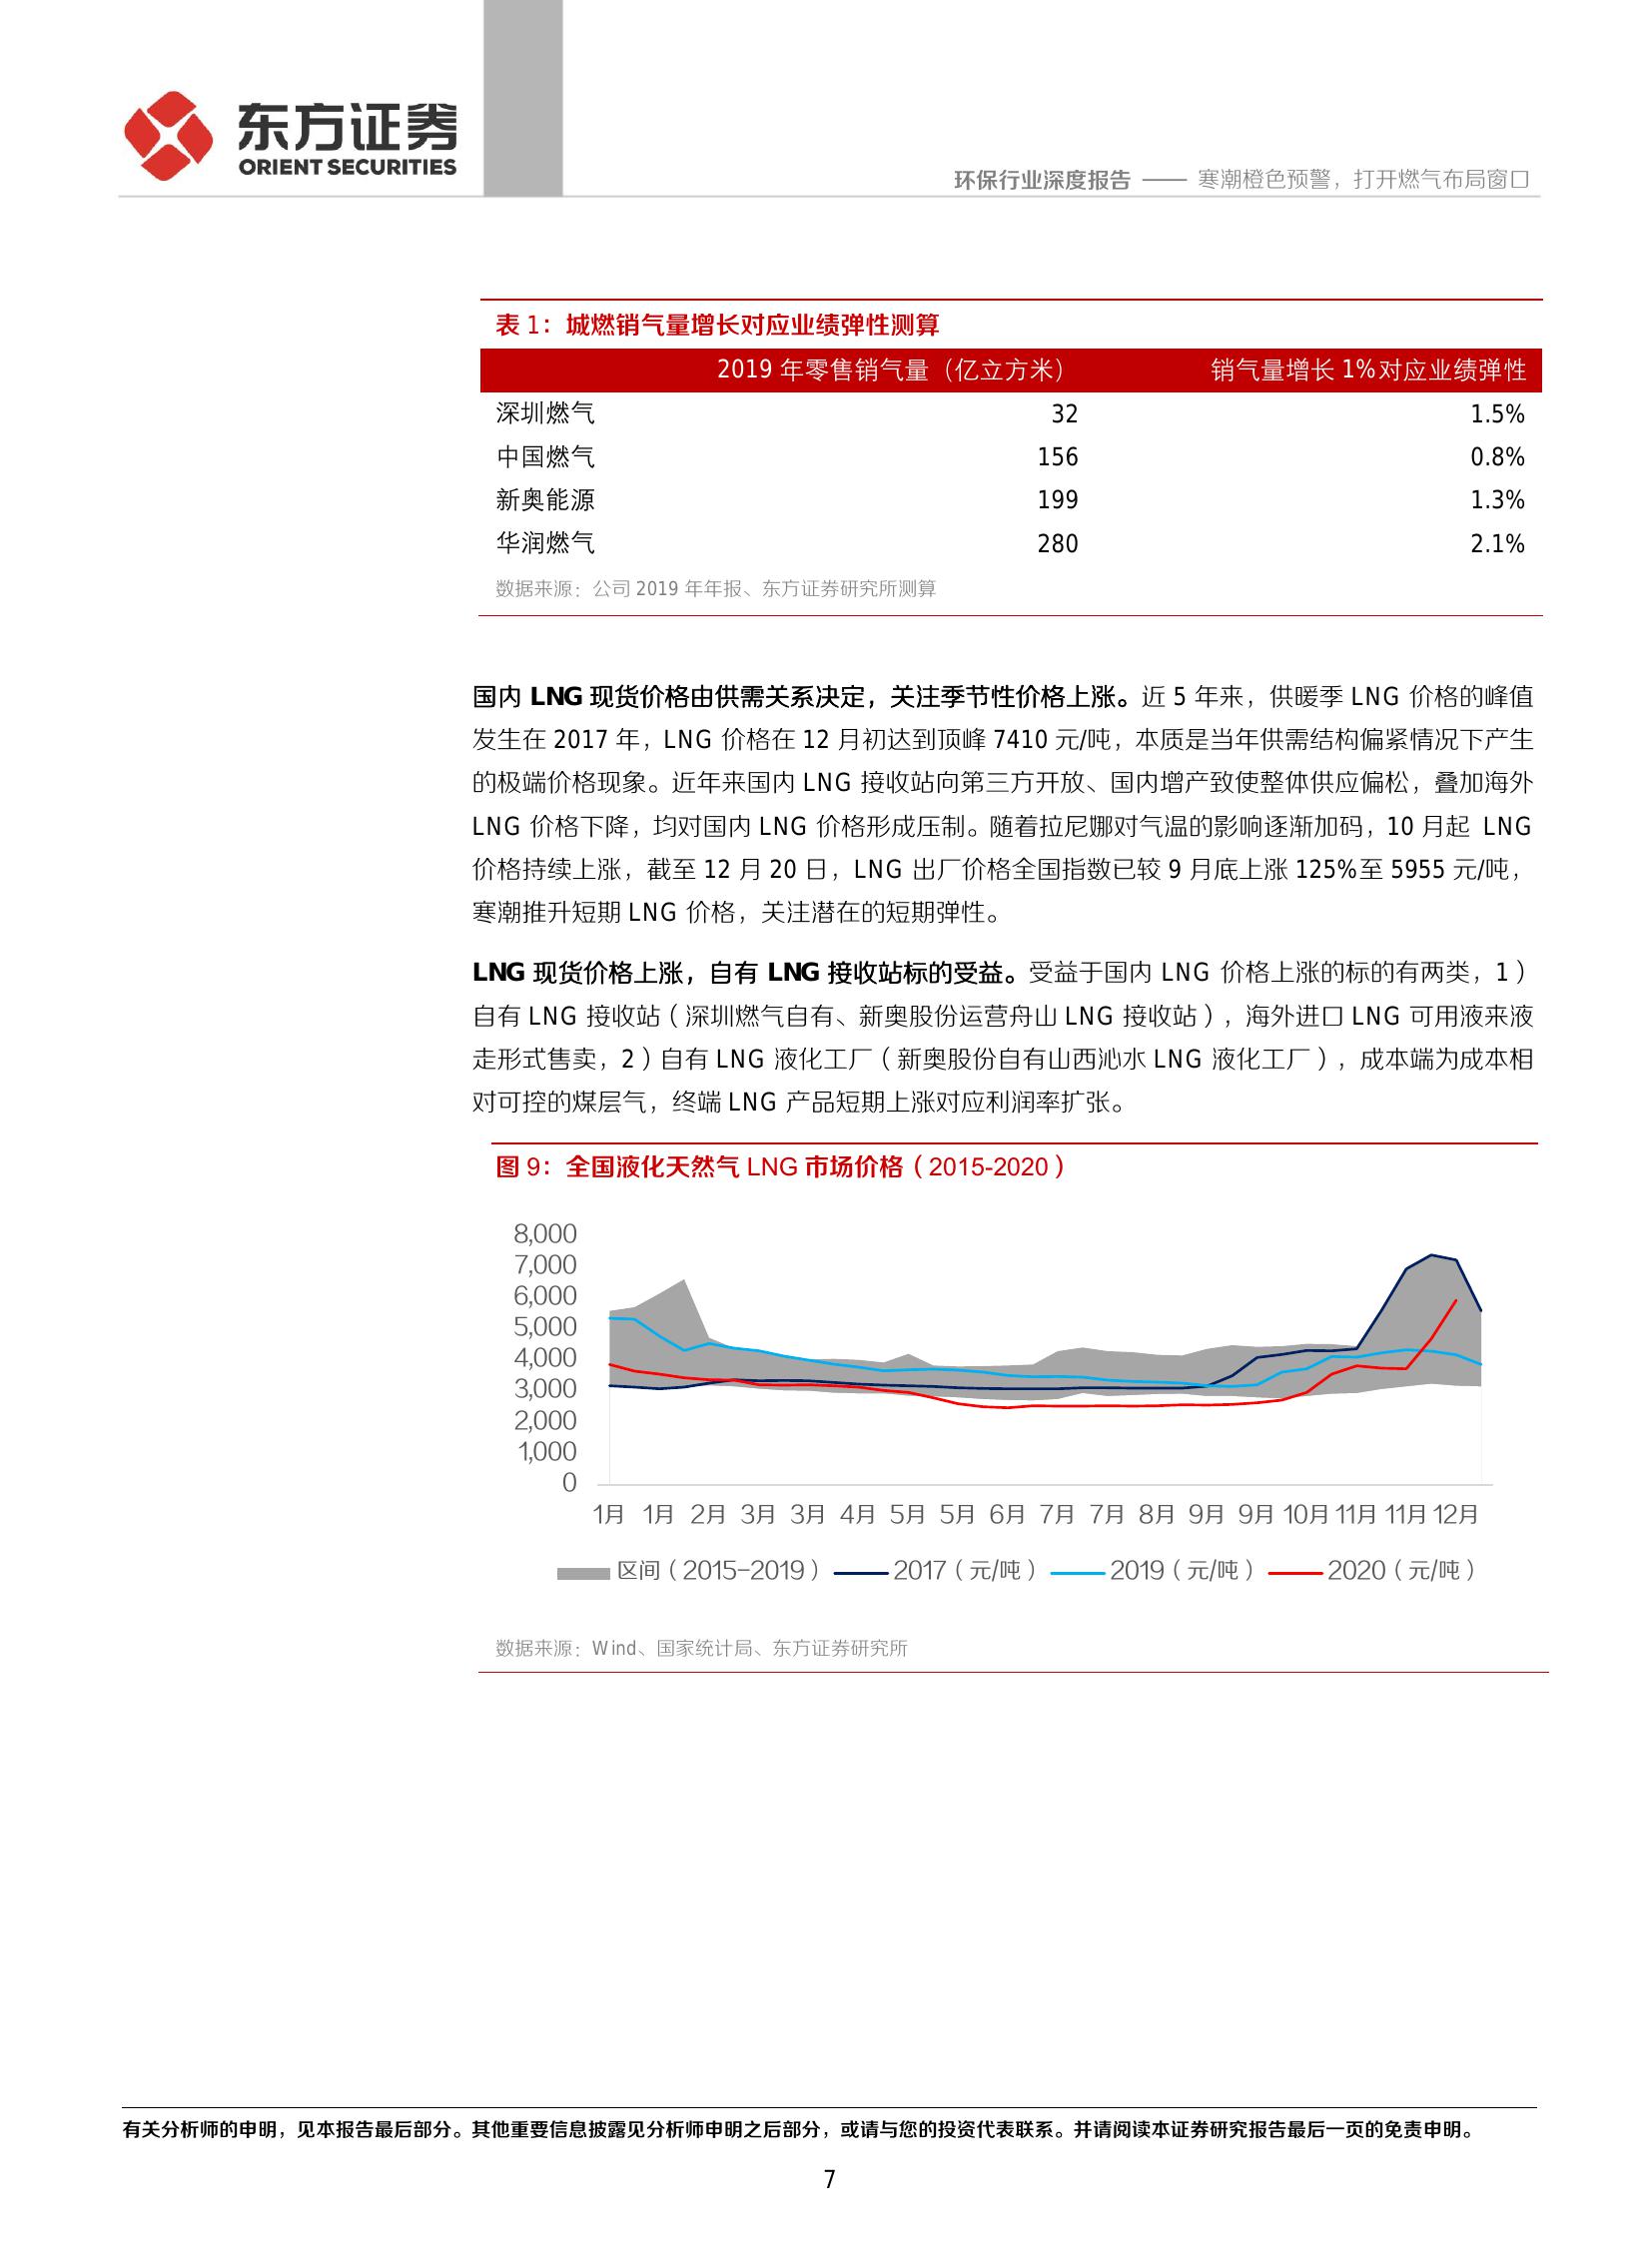 东方证券
ORIENT SECURITIES
环保行业深度报告 —— 寒潮橙色预警，打开燃气布局窗口
表 1：城燃销气量增长对应业绩弹性测算
2019 年零售销气量（亿立方米） 销气量增长 1%对应业绩弹性
深圳燃气 32 1.5%
中国燃气 156 0.8%
新奥能源 199 1.3%
华润燃气 280 2.1%
数据来源：公司 2019 年年报、东方证券研究所测算
国内 LNG 现货价格由供需关系决定，关注季节性价格上涨。近 5 年来，供暖季 LNG 价格的峰值
发生在 2017 年，LNG 价格在 12 月初达到顶峰 7410 元/吨，本质是当年供需结构偏紧情况下产生
的极端价格现象。近年来国内 LNG 接收站向第三方开放、国内增产致使整体供应偏松，叠加海外
LNG 价格下降，均对国内 LNG 价格形成压制。随着拉尼娜对气温的影响逐渐加码，10 月起 LNG
价格持续上涨，截至 12 月 20 日，LNG 出厂价格全国指数已较 9 月底上涨 125%至 5955 元/吨，
寒潮推升短期 LNG 价格，关注潜在的短期弹性。
LNG 现货价格上涨，自有 LNG 接收站标的受益。受益于国内 LNG 价格上涨的标的有两类，1）
自有 LNG 接收站（深圳燃气自有、新奥股份运营舟山 LNG 接收站），海外进口 LNG 可用液来液
走形式售卖，2）自有 LNG 液化工厂（新奥股份自有山西沁水 LNG 液化工厂），成本端为成本相
对可控的煤层气，终端 LNG 产品短期上涨对应利润率扩张。
图 9：全国液化天然气 LNG 市场价格（2015-2020）
8,000
7,000
6,000
5,000
4,000
3,000
2,000
1,000
0
1月 1月 2月 3月 3月 4月 5月 5月 6月 7月 7月 8月 9月 9月 10月 11月 11月 12月
区间（2015-2019） 2017（元/吨） 2019（元/吨） 2020（元/吨）
数据来源：Wind、国家统计局、东方证券研究所
有关分析师的申明，见本报告最后部分。其他重要信息披露见分析师申明之后部分，或请与您的投资代表联系。并请阅读本证券研究报告最后一页的免责申明。
7